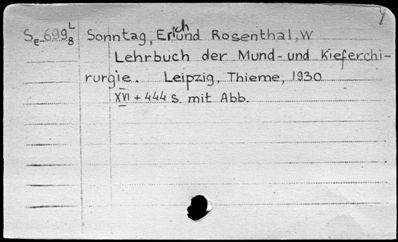 Se 699 L/8 Sonntag, Erich und Rosenthal, W
Lehrbuch der Mund- und Kieferchi-
rurgie. Leipzig, Thieme, 1930
XVI + 444 S. mit Abb.